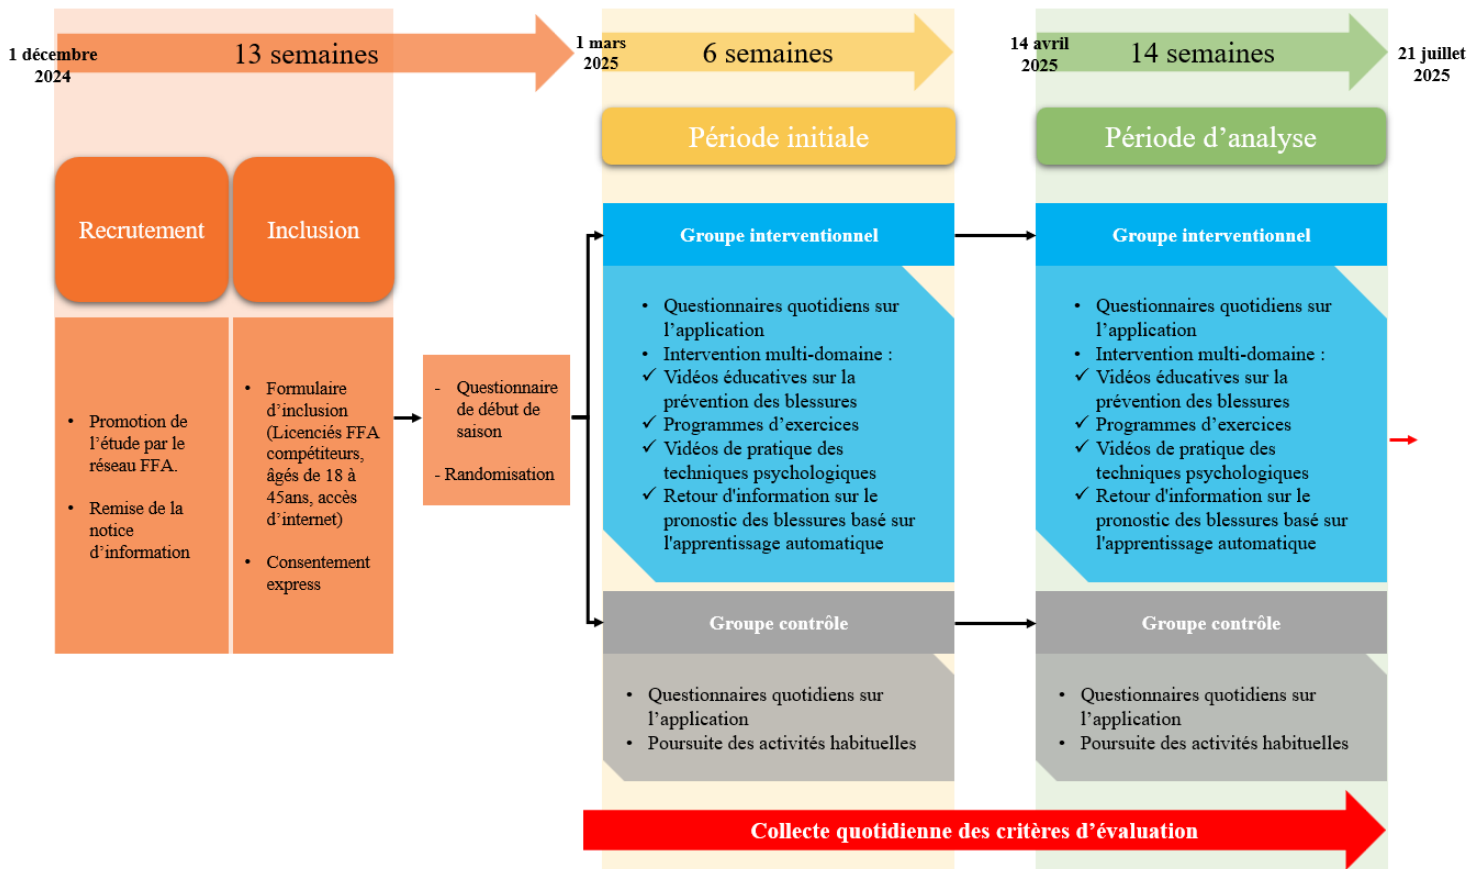 1 décembre
2024
13 semaines
1 mars
2025
6 semaines
14 avril
2025
14 semaines
21 juillet
2025
Période initiale
Période d’analyse
Recrutement
Inclusion
• Promotion de
l’étude par le
réseau FFA.
• Remise de la
notice
d’information
• Formulaire
d’inclusion
(Licenciés FFA
compétiteurs,
âgés de 18 à
45ans, accès
d’internet)
• Consentement
express
- Questionnaire
de début de
saison
- Randomisation
Groupe interventionnel
• Questionnaires quotidiens sur
l’application
• Intervention multi-domaine :
✓ Vidéos éducatives sur la
prévention des blessures
✓ Programmes d’exercices
✓ Vidéos de pratique des
techniques psychologiques
✓ Retour d'information sur le
pronostic des blessures basé sur
l'apprentissage automatique
Groupe contrôle
• Questionnaires quotidiens sur
l’application
• Poursuite des activités habituelles
Groupe interventionnel
• Questionnaires quotidiens sur
l’application
• Intervention multi-domaine :
✓ Vidéos éducatives sur la
prévention des blessures
✓ Programmes d’exercices
✓ Vidéos de pratique des
techniques psychologiques
✓ Retour d'information sur le
pronostic des blessures basé sur
l'apprentissage automatique
Groupe contrôle
• Questionnaires quotidiens sur
l’application
• Poursuite des activités habituelles
Collecte quotidienne des critères d’évaluation